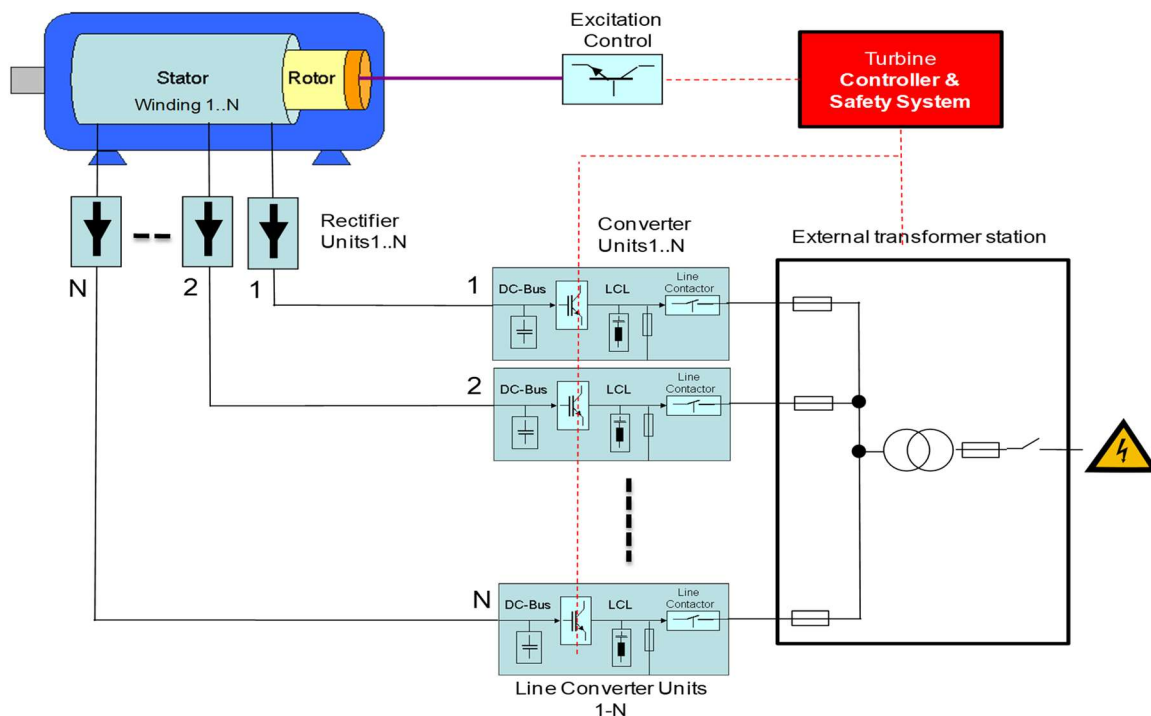 Excitation
Control
Turbine
Controller &
Safety System
Stator
Winding 1..N
Rotor
Rectifier
Units1..N
Converter
Units1..N
External transformer station
N
2
1
1
DC-Bus
LCL
Line
Contactor
2
DC-Bus
LCL
Line
Contactor
N
DC-Bus
LCL
Line
Contactor
Line Converter Units
1-N